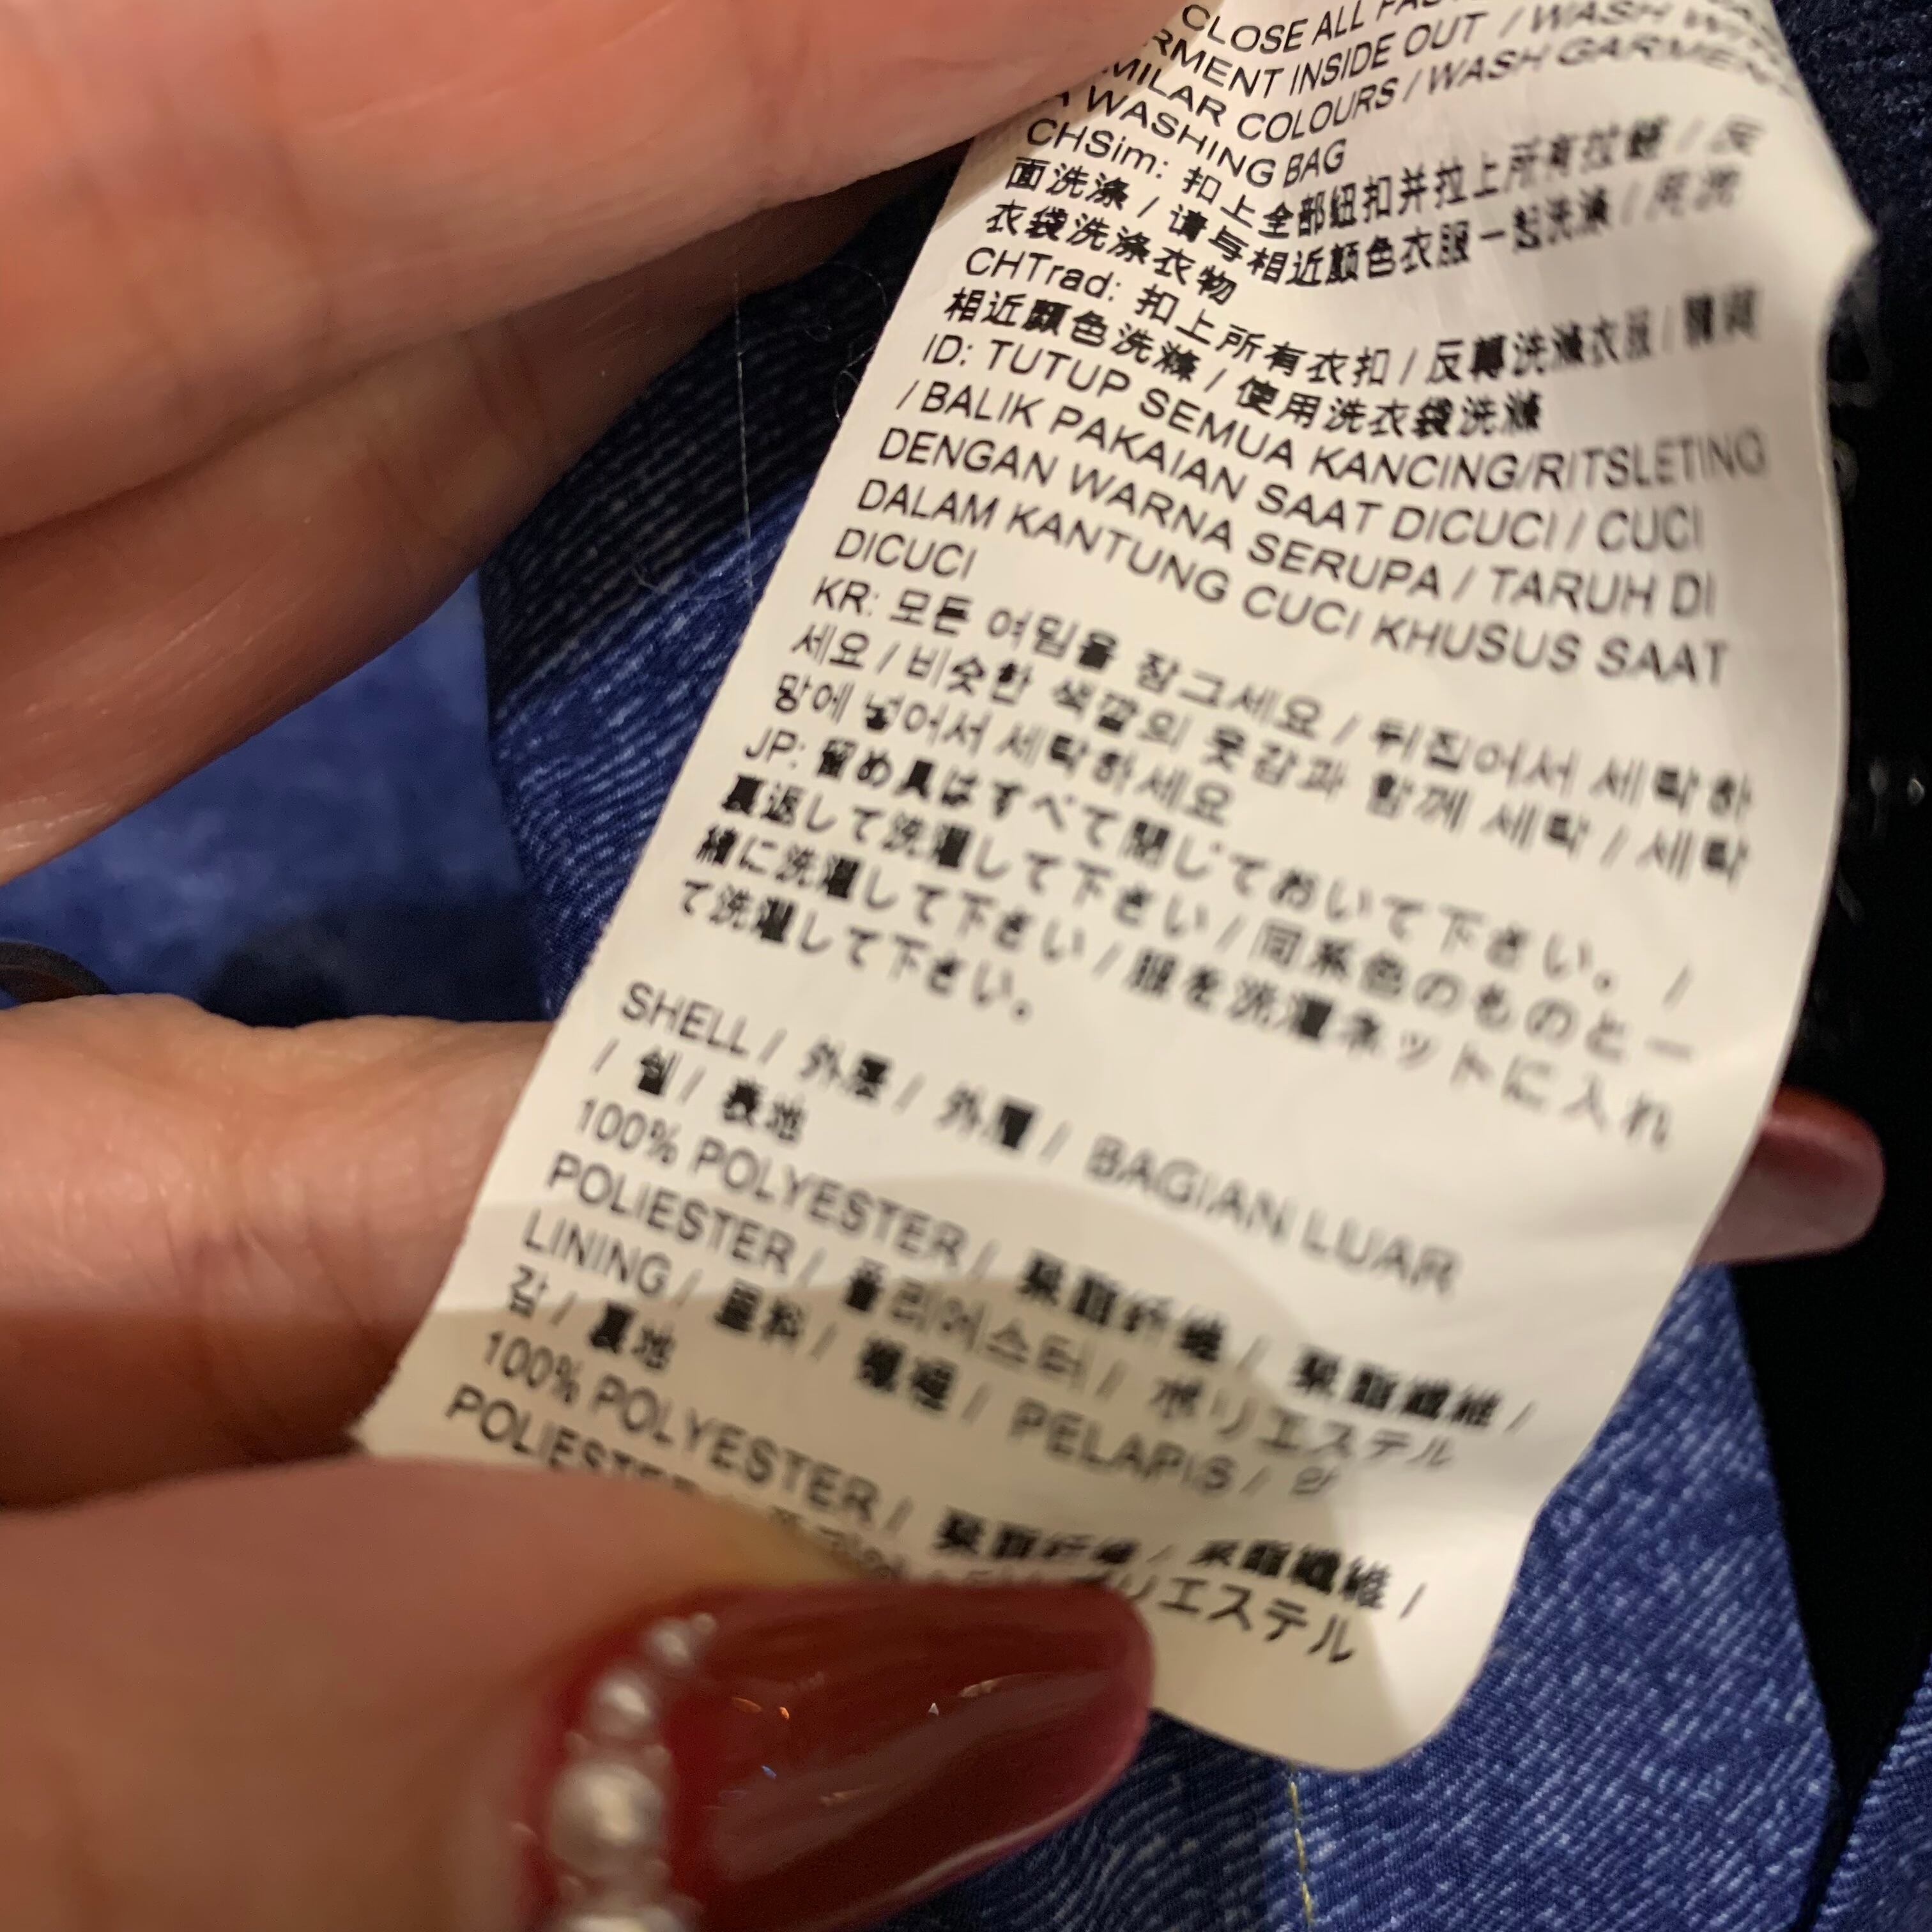 CLOSE ALL
RMENT INSIDE OUT / WASH
MILAR COLOURS / WASH GARMENT
A WASHING BAG
CHSim: 扣上全部纽扣并拉上所有拉链 / 反
面洗涤 / 请与相近颜色衣服一起洗涤 / 用洗
衣袋洗涤衣物
CHTrad: 扣上所有衣扣 / 反轉洗滌衣服 / 請與
相近顏色洗滌 / 使用洗衣袋洗滌
ID: TUTUP SEMUA KANCING/RITSLETING
/ BALIK PAKAIAN SAAT DICUCI / CUCI
DENGAN WARNA SERUPA / TARUH DI
DALAM KANTUNG CUCI KHUSUS SAAT
DICUCI
KR: 모든 여밈을 잠그세요 / 뒤집어서 세탁하
세요 / 비슷한 색깔의 옷감과 함께 세탁 / 세탁
망에 넣어서 세탁하세요
JP: 留め具はすべて閉じておいて下さい。 /
裏返して洗濯して下さい / 同系色のものと一
緒に洗濯して下さい / 服を洗濯ネットに入れ
て洗濯して下さい。
SHELL / 外层 / 外層 / BAGIAN LUAR
/ 쉘 / 表地
100% POLYESTER / 聚酯纤维 / 聚酯纖維 /
POLIESTER / 폴리에스터 / ポリエステル
LINING / 里料 / 裡 / PELAPIS / 안
감 / 裏地
100% POLYESTER / 聚酯纤维 / 聚酯纖維 /
POLIESTER リエステル